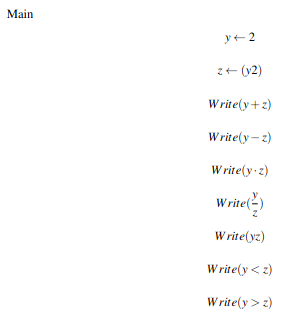 Main
y ← 2
z ← (y2)
Write(y + z)
Write(y − z)
Write(y · z)
Write(y/z)
Write(yz)
Write(y < z)
Write(y > z)